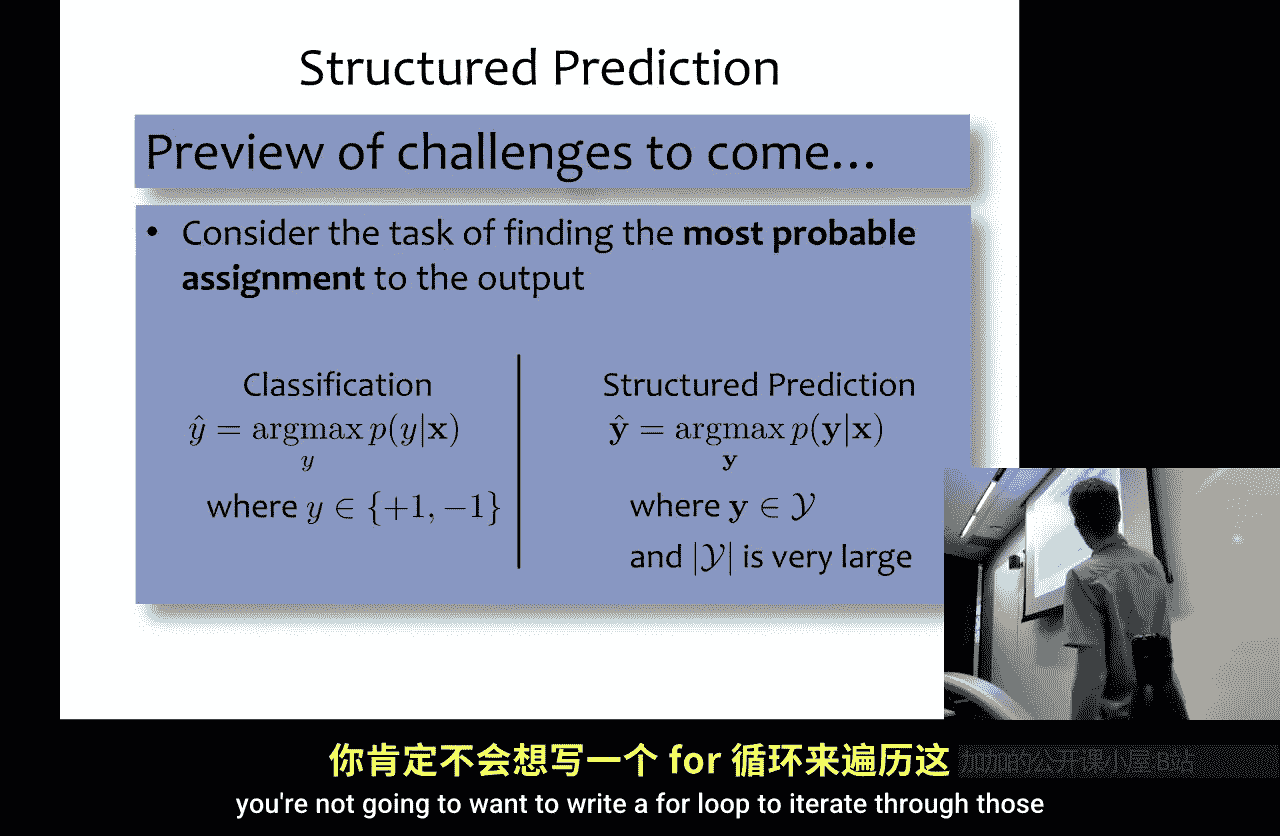 Structured Prediction
Preview of challenges to come…
• Consider the task of finding the most probable
assignment to the output
Classification
ŷ = argmax p(y|x)
y
where y ∈ {+1, −1}
Structured Prediction
ŷ = argmax p(y|x)
y
where y ∈ 𝒴
and |𝒴| is very large
你肯定不会想写一个 for 循环来遍历这
加加的公开课小屋 B站
you're not going to want to write a for loop to iterate through those